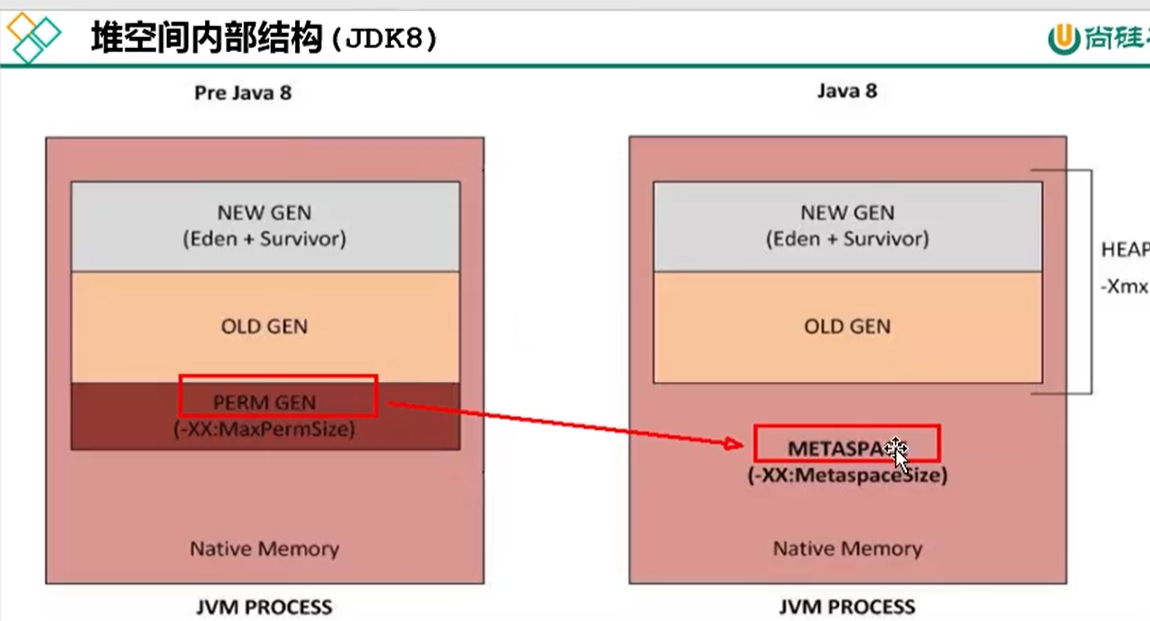 堆空间内部结构(JDK8)
尚硅
Pre Java 8
NEW GEN
(Eden + Survivor)
OLD GEN
PERM GEN
(-XX:MaxPermSize)
Native Memory
JVM PROCESS
Java 8
NEW GEN
(Eden + Survivor)
OLD GEN
HEAP
-Xmx
(-XX:MetaspaceSize)
Native Memory
JVM PROCESS